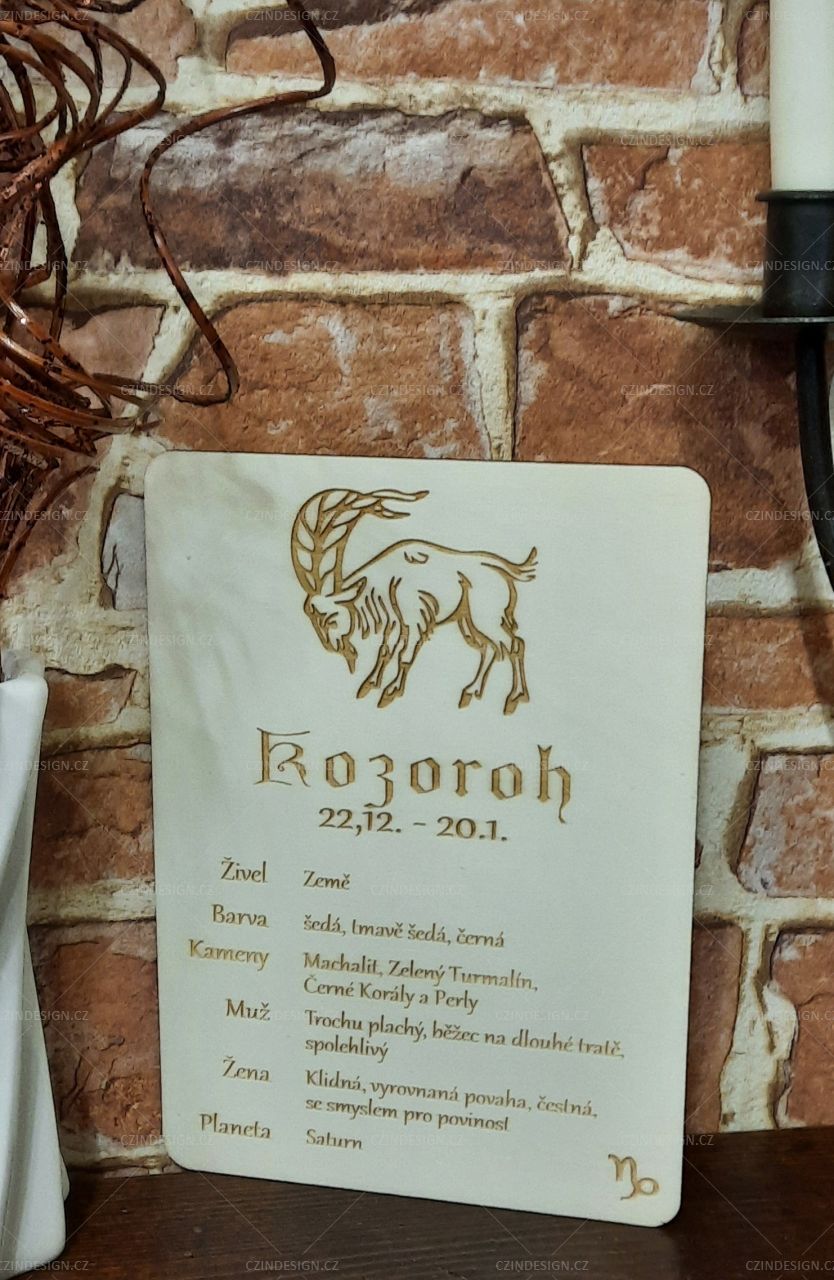 Kozoroh
22,12. - 20.1.
Živel Země
Barva šedá, tmavě šedá, černá
Kameny Machalit, Zelený Turmalín,
Černé Korály a Perly
Muž Trochu plachý, běžec na dlouhé tratě,
spolehlivý
Žena Klidná, vyrovnaná povaha, čestná,
se smyslem pro povinost
Planeta Saturn
CZINDESIGN.CZ